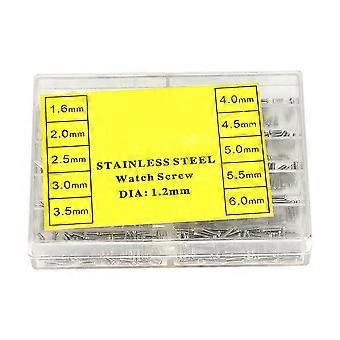 1.6mm
2.0mm
2.5mm
3.0mm
3.5mm
STAINLESS STEEL
Watch Screw
DIA: 1.2mm
4.0mm
4.5mm
5.0mm
5.5mm
6.0mm